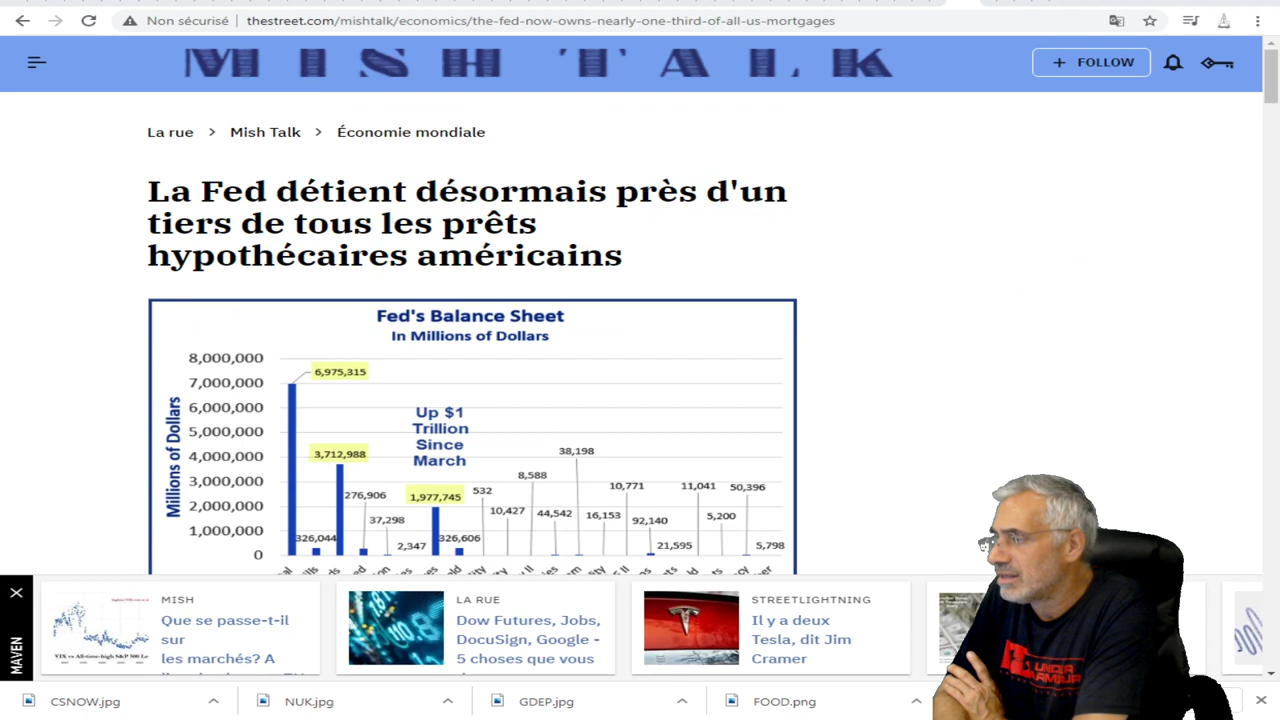 Non sécurisé | thestreet.com/mishtalk/economics/the-fed-now-owns-nearly-one-third-of-all-us-mortgages
MISH TALK
+ FOLLOW
La rue > Mish Talk > Économie mondiale
La Fed détient désormais près d'un
tiers de tous les prêts
hypothécaires américains
Fed's Balance Sheet
In Millions of Dollars
Millions of Dollars
8,000,000
7,000,000
6,000,000
5,000,000
4,000,000
3,000,000
2,000,000
1,000,000
0
6,975,315
326,044
3,712,988
276,906
37,298
2,347
1,977,745
326,606
532
10,427
8,588
44,542
38,198
16,153
10,771
92,140
21,595
11,041
5,200
50,396
5,798
Up $1
Trillion
Since
March
MAVEN
MISH
Que se passe-t-il
sur
les marchés? A
LA RUE
Dow Futures, Jobs,
DocuSign, Google -
5 choses que vous
STREETLIGHTNING
Il y a deux
Tesla, dit Jim
Cramer
UNDER
ARMOUR
CSNOW.jpg
NUK.jpg
GDEP.jpg
FOOD.png